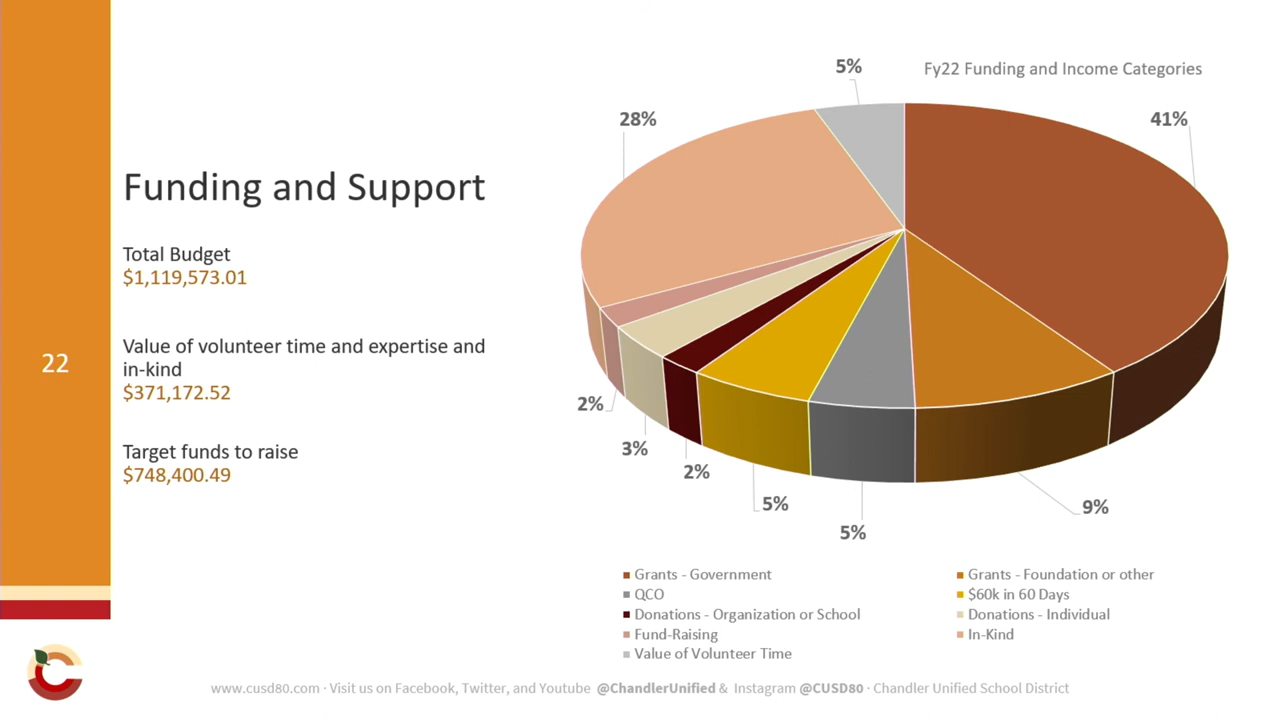 22
Funding and Support
Total Budget
$1,119,573.01
Value of volunteer time and expertise and
in-kind
$371,172.52
Target funds to raise
$748,400.49
Fy22 Funding and Income Categories
5%
28%
41%
2%
3%
2%
5%
5%
9%
Grants - Government
Grants - Foundation or other
QCO
$60k in 60 Days
Donations - Organization or School
Donations - Individual
Fund-Raising
In-Kind
Value of Volunteer Time
www.cusd80.com · Visit us on Facebook, Twitter, and Youtube @ChandlerUnified & Instagram @CUSD80 · Chandler Unified School District